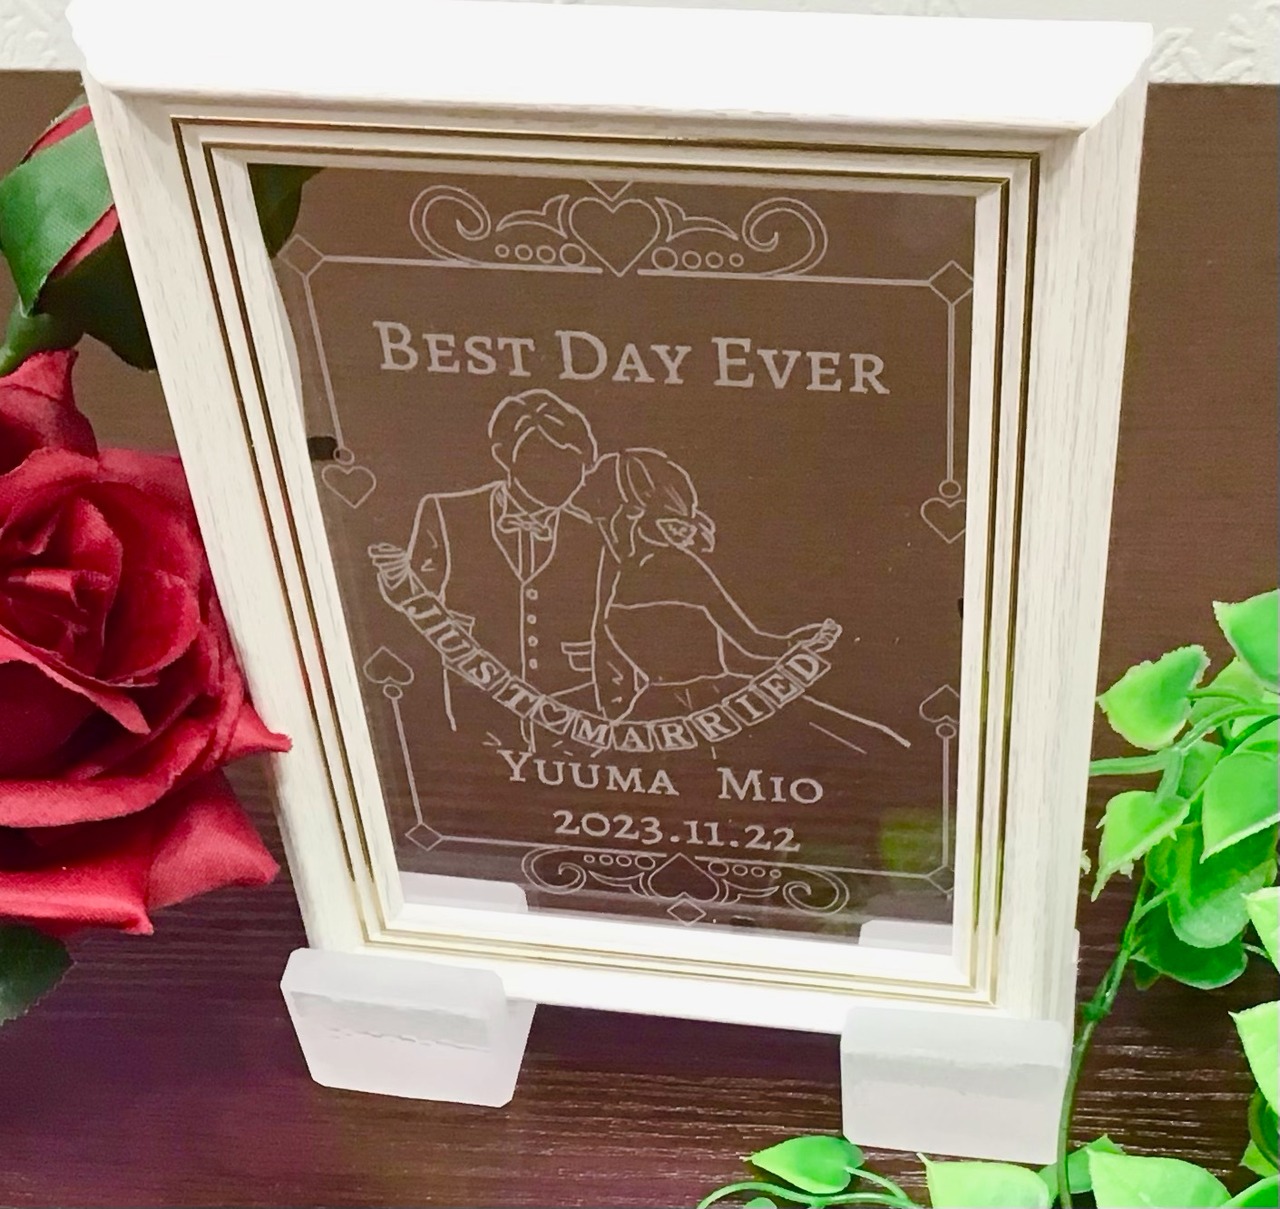 Best Day Ever
JUST♥MARRIED
Yuuma Mio
2023.11.22